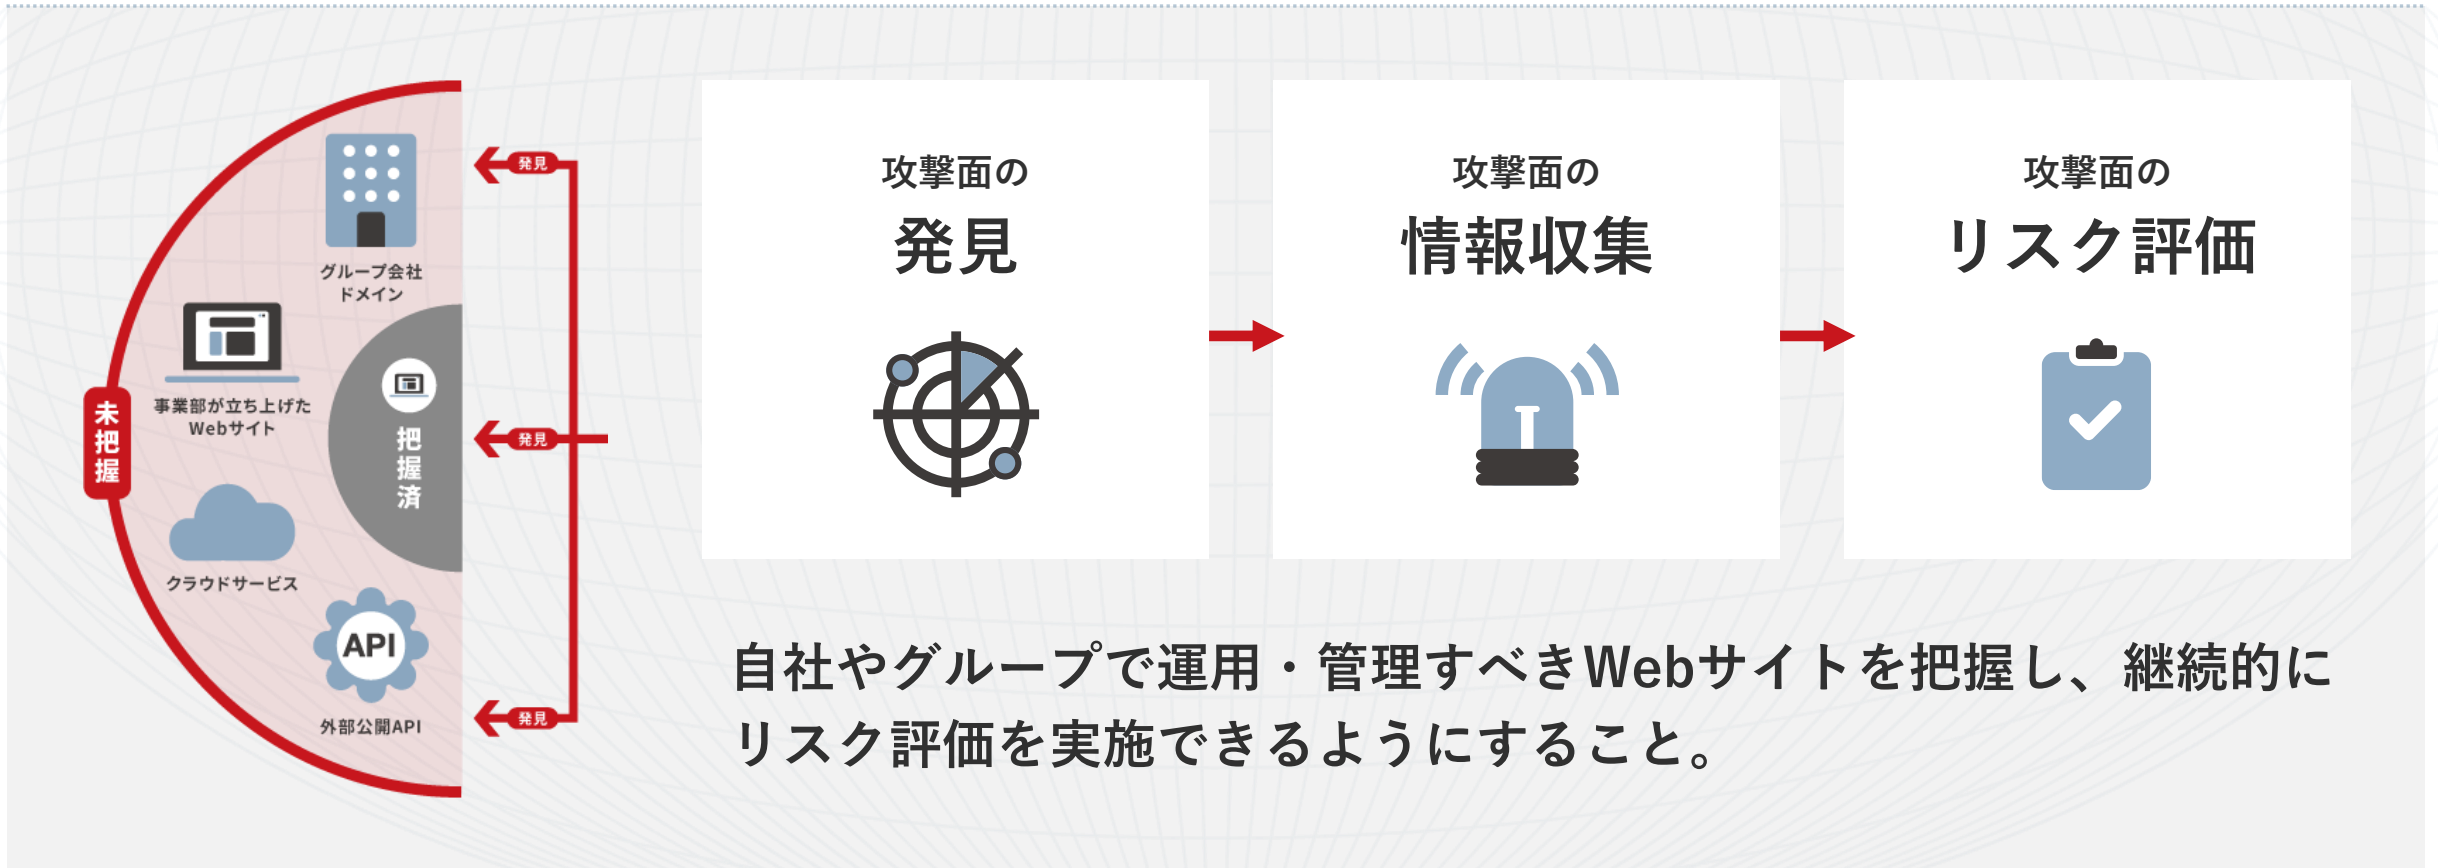 未把握
グループ会社
ドメイン
事業部が立ち上げた
Webサイト
クラウドサービス
API
外部公開API
把握済
発見
発見
発見
攻撃面の
発見
攻撃面の
情報収集
攻撃面の
リスク評価
自社やグループで運用・管理すべきWebサイトを把握し、継続的に
リスク評価を実施できるようにすること。